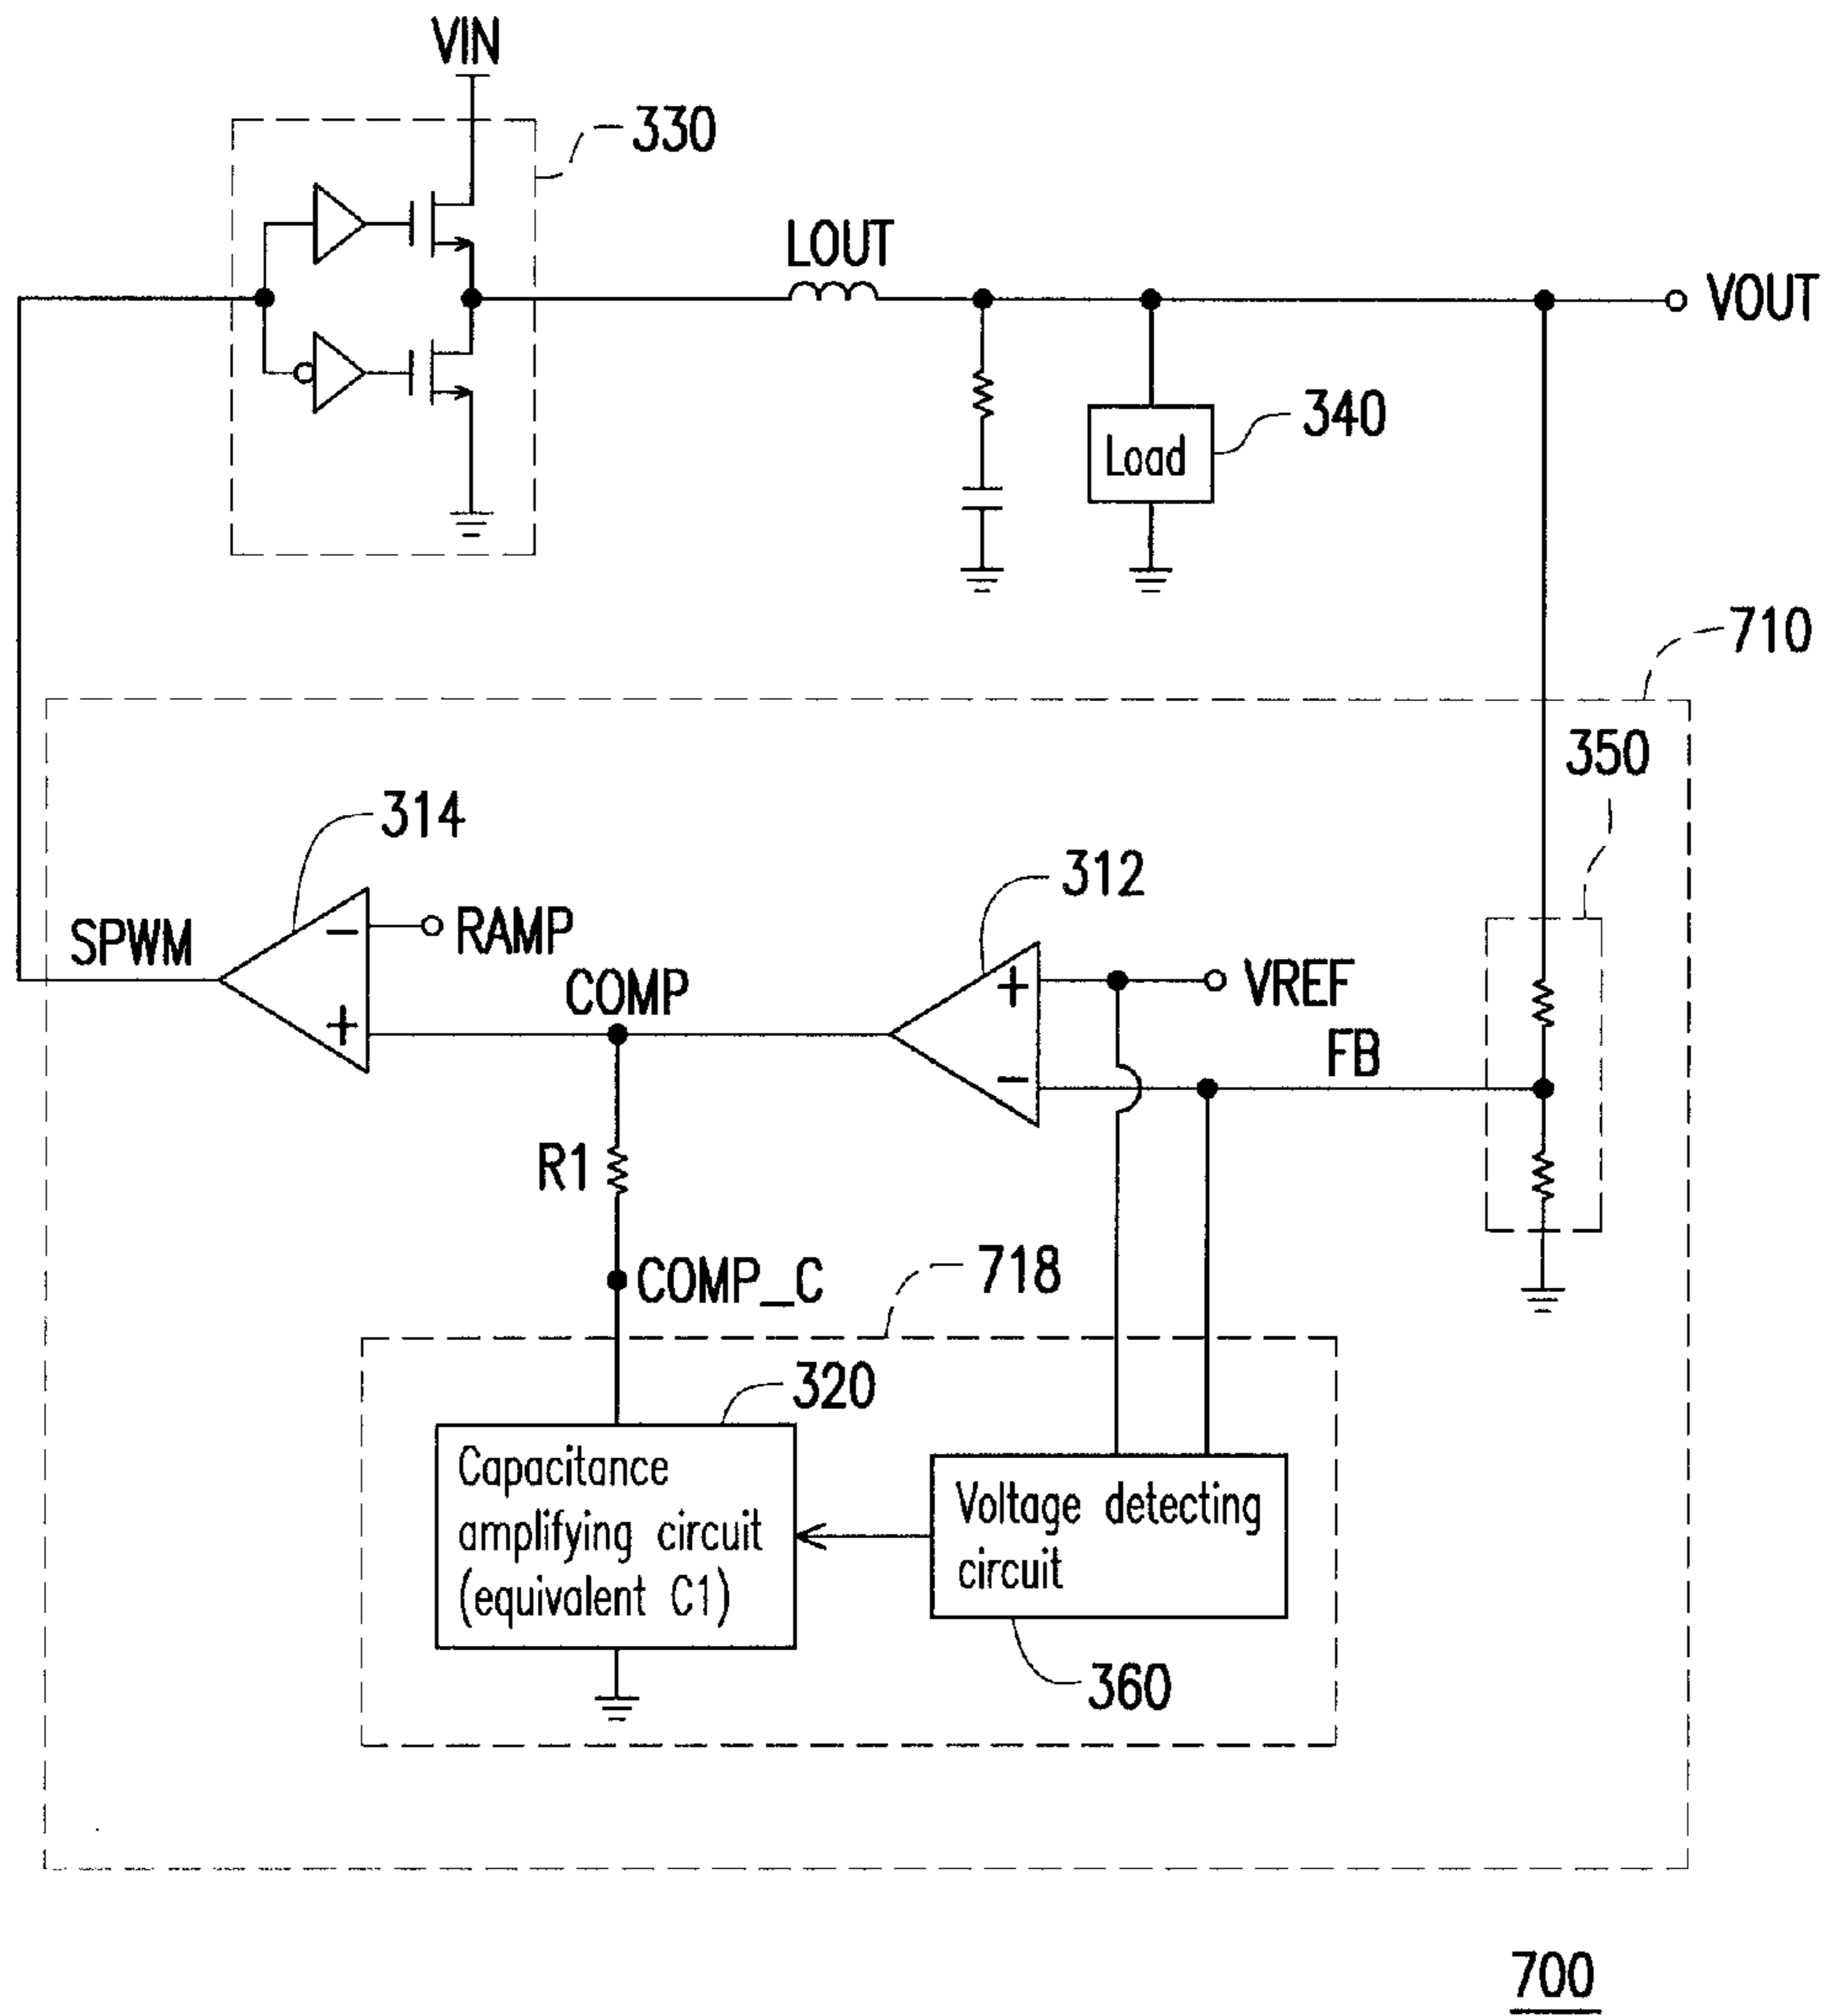 VIN
330
LOUT
VOUT
Load
340
710
350
314
312
SPWM
−
RAMP
+
COMP
+
VREF
−
FB
R1
COMP_C
718
320
Capacitance
amplifying circuit
(equivalent C1)
Voltage detecting
circuit
360
700